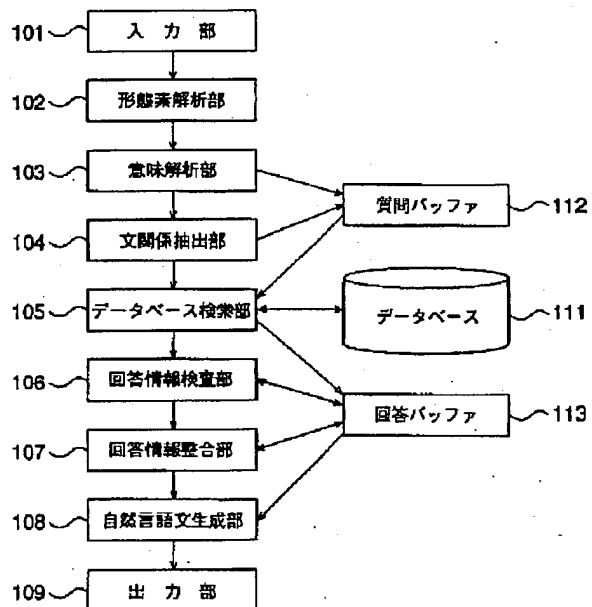 101 入 力 部
102 形態素解析部
103 意味解析部
質問バッファ 112
104 文関係抽出部
105 データベース検索部
データベース 111
106 回答情報検査部
回答バッファ 113
107 回答情報整合部
108 自然言語文生成部
109 出 力 部